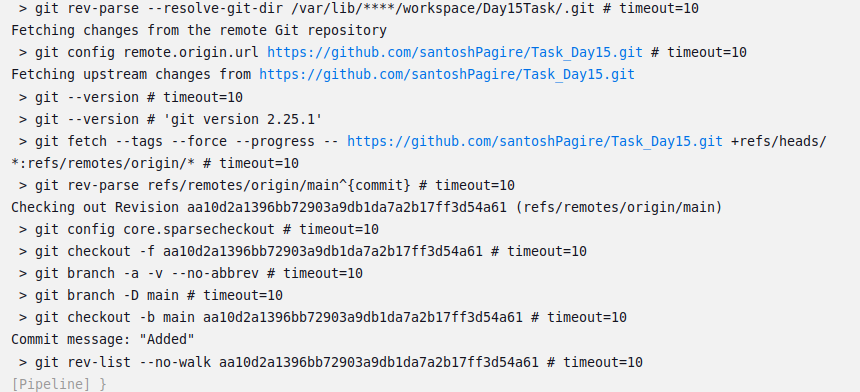 > git rev-parse --resolve-git-dir /var/lib/****/workspace/Day15Task/.git # timeout=10
Fetching changes from the remote Git repository
> git config remote.origin.url https://github.com/santoshPagire/Task_Day15.git # timeout=10
Fetching upstream changes from https://github.com/santoshPagire/Task_Day15.git
> git --version # timeout=10
> git --version # 'git version 2.25.1'
> git fetch --tags --force --progress -- https://github.com/santoshPagire/Task_Day15.git +refs/heads/
*:refs/remotes/origin/* # timeout=10
> git rev-parse refs/remotes/origin/main^{commit} # timeout=10
Checking out Revision aa10d2a1396bb72903a9db1da7a2b17ff3d54a61 (refs/remotes/origin/main)
> git config core.sparsecheckout # timeout=10
> git checkout -f aa10d2a1396bb72903a9db1da7a2b17ff3d54a61 # timeout=10
> git branch -a -v --no-abbrev # timeout=10
> git branch -D main # timeout=10
> git checkout -b main aa10d2a1396bb72903a9db1da7a2b17ff3d54a61 # timeout=10
Commit message: "Added"
> git rev-list --no-walk aa10d2a1396bb72903a9db1da7a2b17ff3d54a61 # timeout=10
[Pipeline] }